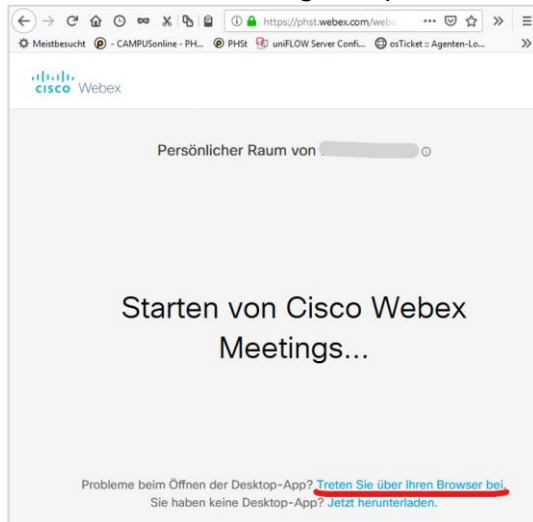 https://phst.webex.com/webe
Meistbesucht - CAMPUSonline - PH... PHSt uniFLOW Server Confi... osTicket :: Agenten-Lo...
CISCO Webex
Persönlicher Raum von
Starten von Cisco Webex
Meetings...
Probleme beim Öffnen der Desktop-App? Treten Sie über Ihren Browser bei.
Sie haben keine Desktop-App? Jetzt herunterladen.